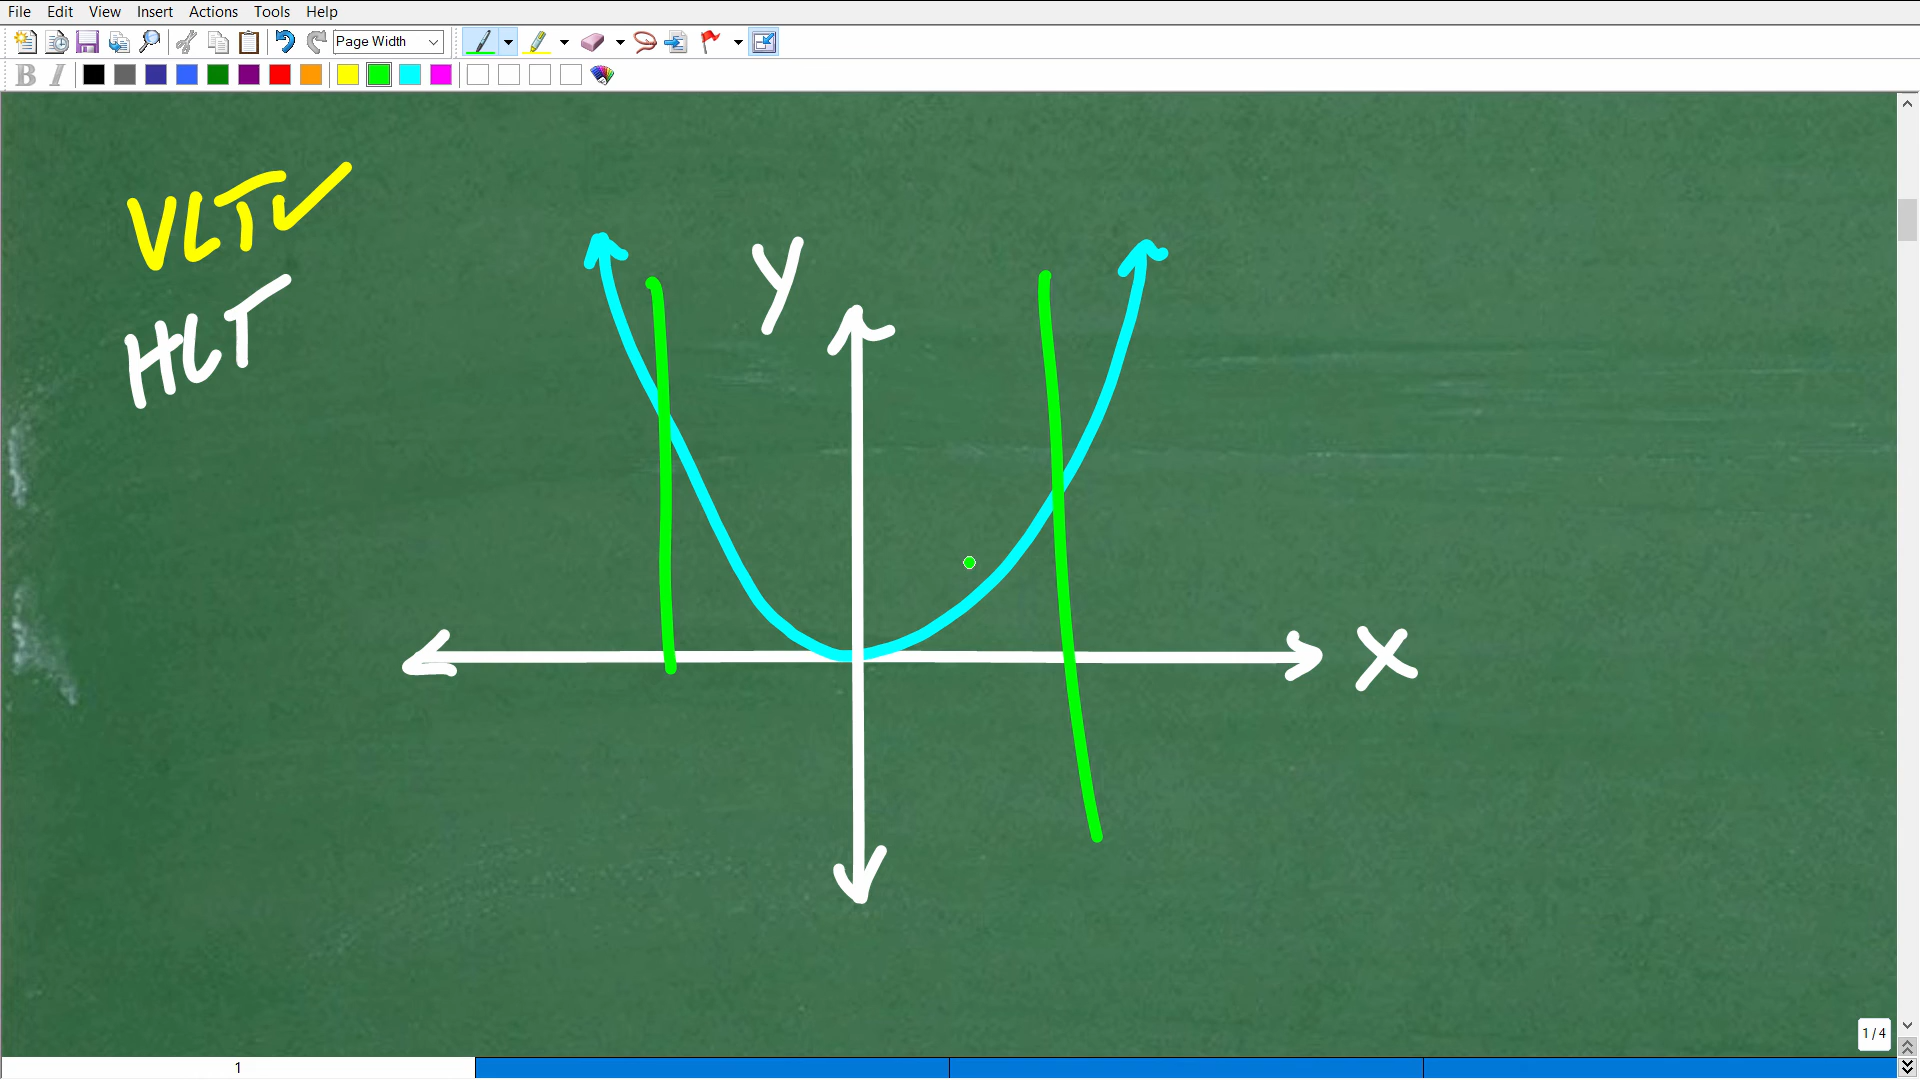 File Edit View Insert Actions Tools Help
Page Width
B I
VLT✓
HLT
y
x
1 / 4
1